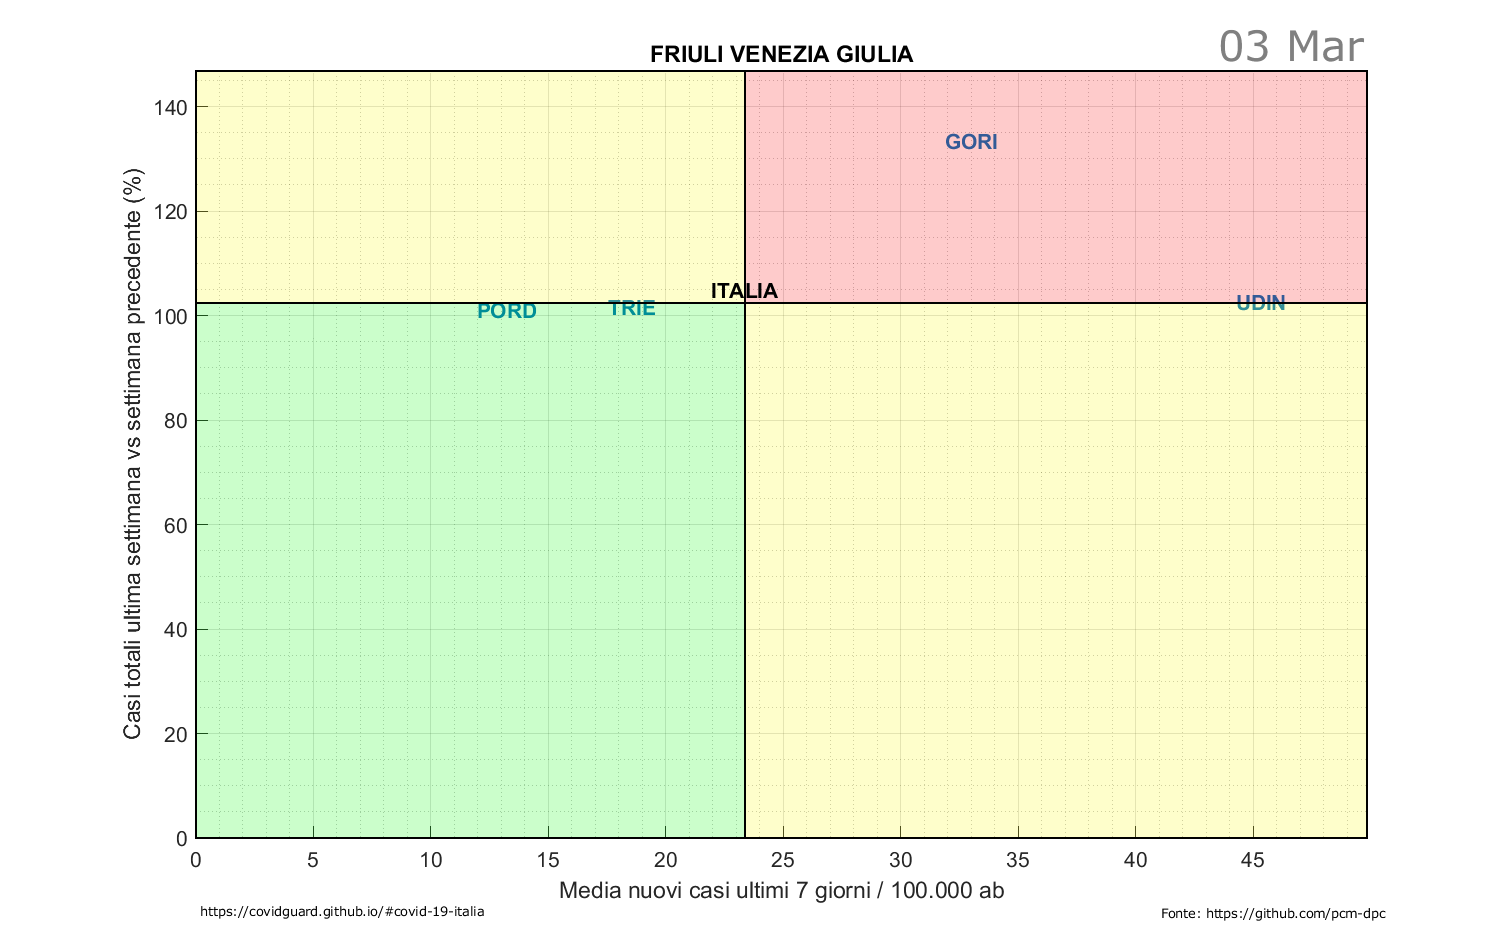 03 Mar
FRIULI VENEZIA GIULIA
Casi totali ultima settimana vs settimana precedente (%)
140
120
100
80
60
40
20
0
GORI
ITALIA
UDIN
TRIE
PORD
0 5 10 15 20 25 30 35 40 45
Media nuovi casi ultimi 7 giorni / 100.000 ab
https://covidguard.github.io/#covid-19-italia
Fonte: https://github.com/pcm-dpc